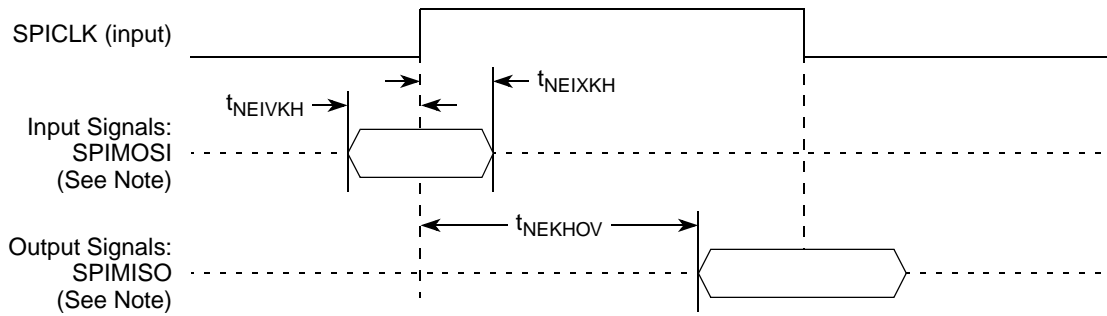 SPICLK (input)
tNEIXKH
tNEIVKH
Input Signals:
SPIMOSI
(See Note)
tNEKHOV
Output Signals:
SPIMISO
(See Note)